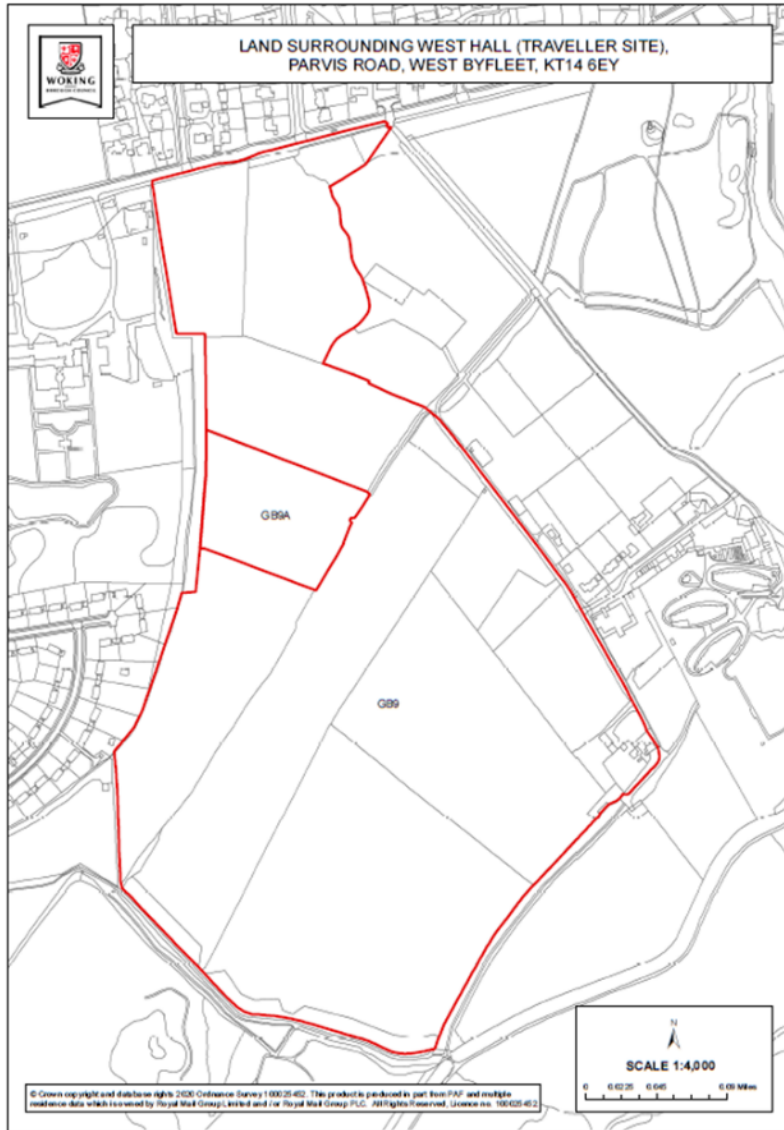 LAND SURROUNDING WEST HALL (TRAVELLER SITE),
PARVIS ROAD, WEST BYFLEET, KT14 6EY
WOKING
BOROUGH COUNCIL
GB9A
GB9
N
SCALE 1:4,000
0 0.0225 0.045 0.09 Miles
© Crown copyright and database rights 2020 Ordnance Survey 100025452. This product is produced in part from PAF and multiple
residence data which is owned by Royal Mail Group Limited and / or Royal Mail Group PLC. All Rights Reserved, Licence no. 100025452